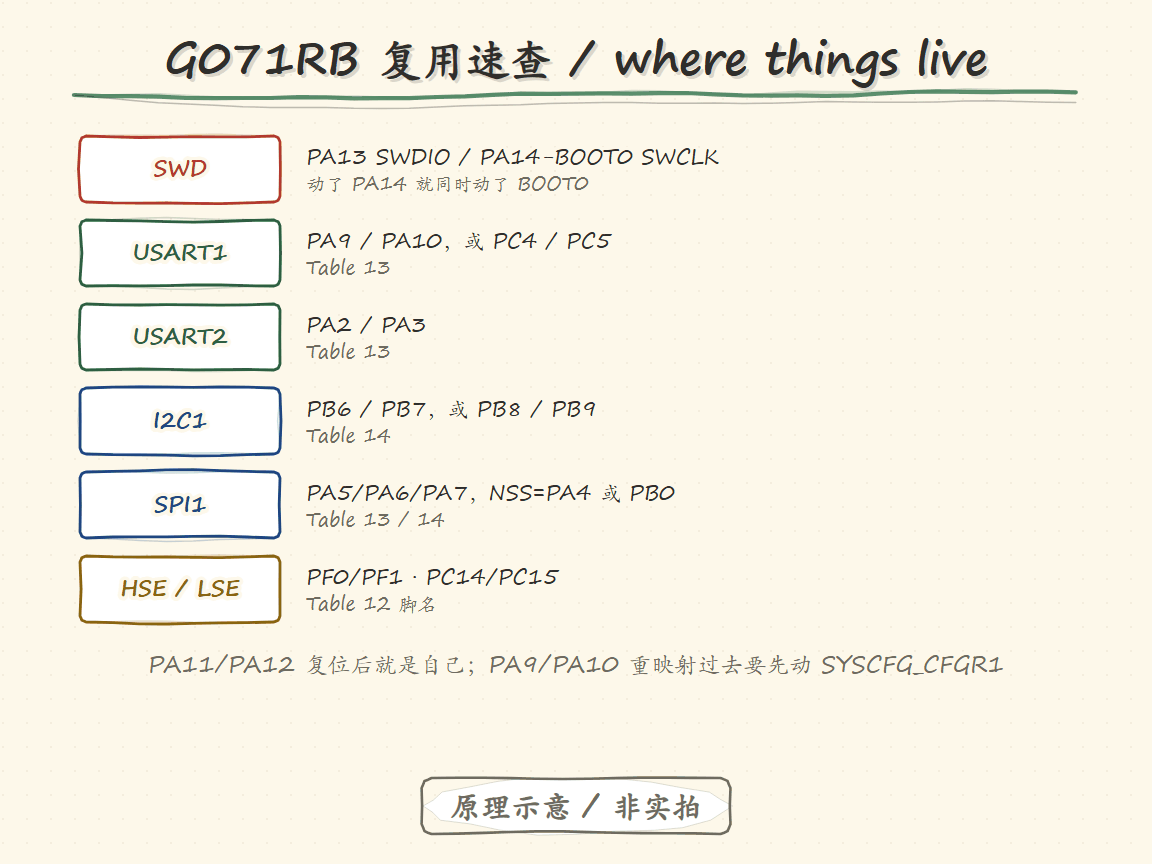 G071RB 复用速查 / where things live
SWD
PA13 SWDIO / PA14-BOOT0 SWCLK
动了 PA14 就同时动了 BOOT0
USART1
PA9 / PA10，或 PC4 / PC5
Table 13
USART2
PA2 / PA3
Table 13
I2C1
PB6 / PB7，或 PB8 / PB9
Table 14
SPI1
PA5/PA6/PA7，NSS=PA4 或 PB0
Table 13 / 14
HSE / LSE
PF0/PF1 · PC14/PC15
Table 12 脚名
PA11/PA12 复位后就是自己；PA9/PA10 重映射过去要先动 SYSCFG_CFGR1
原理示意 / 非实拍